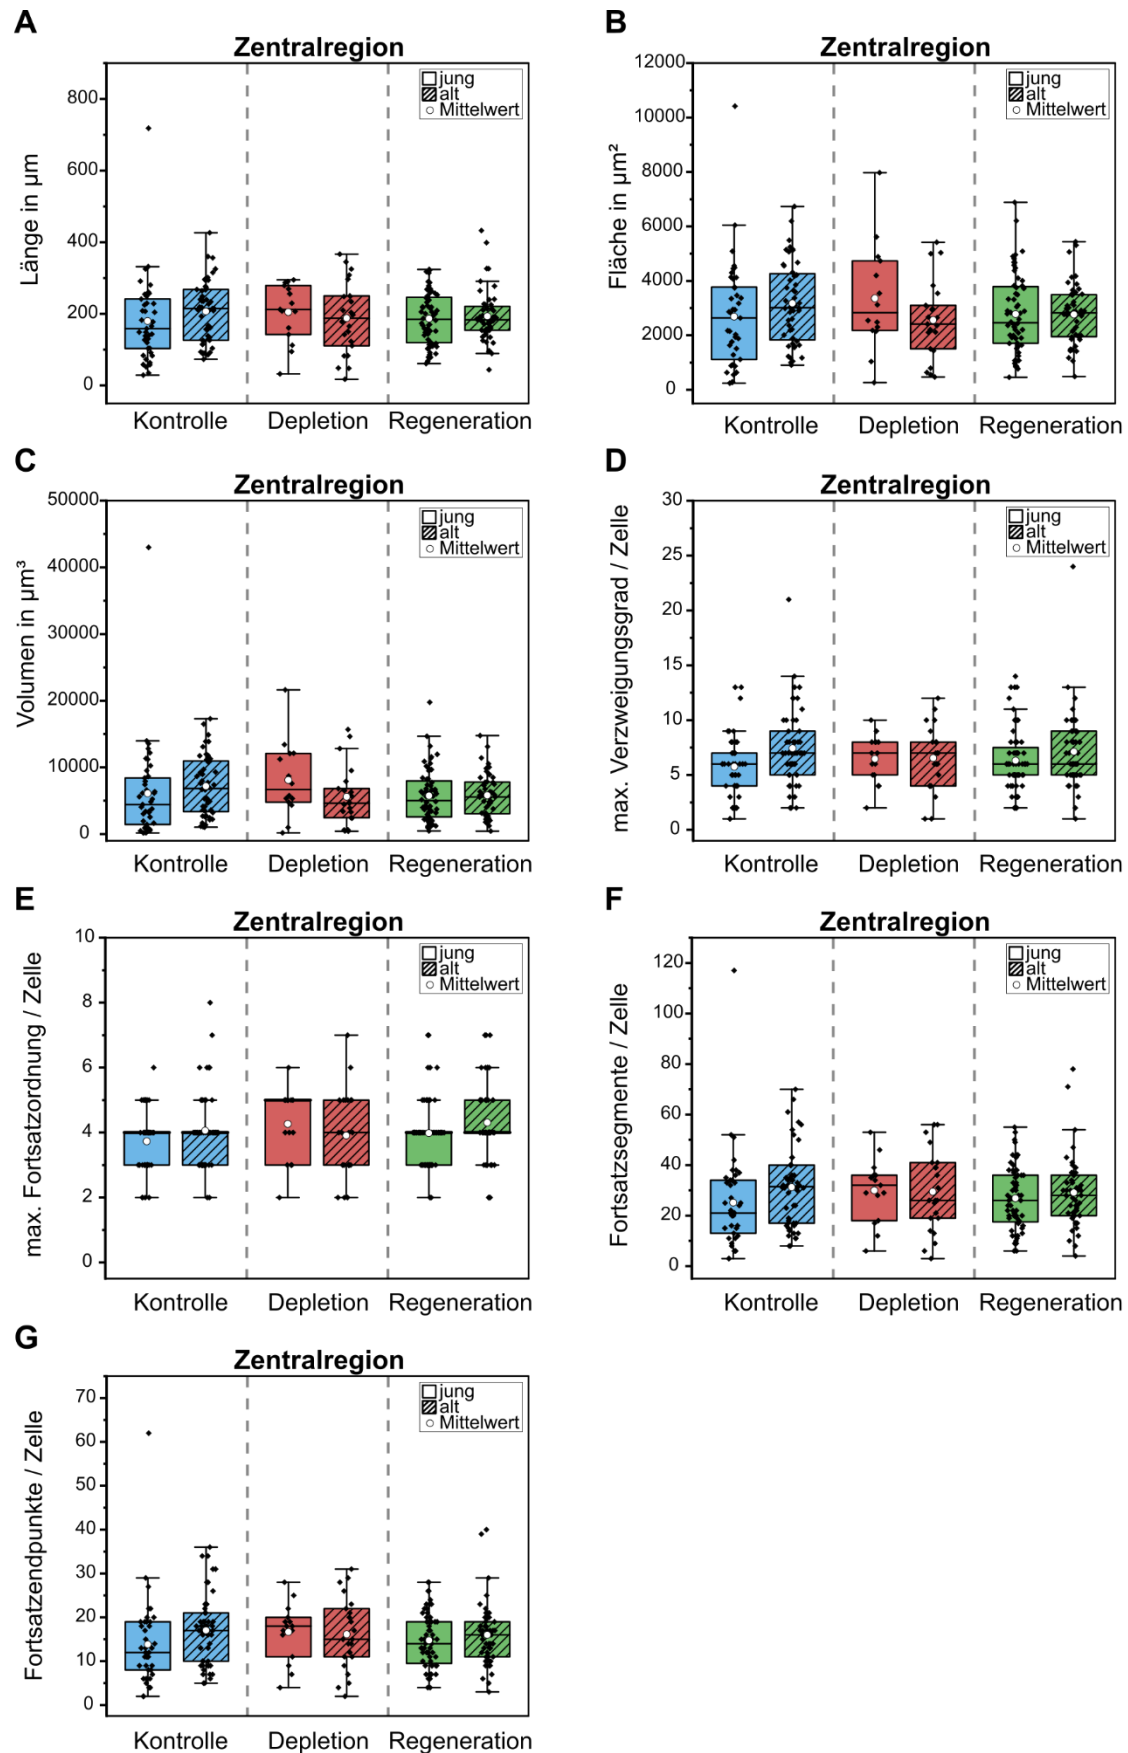 A
Zentralregion
Länge in µm
800
600
400
200
0
jung
alt
Mittelwert
Kontrolle Depletion Regeneration
B
Zentralregion
Fläche in µm²
12000
10000
8000
6000
4000
2000
0
jung
alt
Mittelwert
Kontrolle Depletion Regeneration
C
Zentralregion
Volumen in µm³
50000
40000
30000
20000
10000
0
jung
alt
Mittelwert
Kontrolle Depletion Regeneration
D
Zentralregion
max. Verzweigungsgrad / Zelle
30
25
20
15
10
5
0
jung
alt
Mittelwert
Kontrolle Depletion Regeneration
E
Zentralregion
max. Fortsatzordnung / Zelle
10
8
6
4
2
0
jung
alt
Mittelwert
Kontrolle Depletion Regeneration
F
Zentralregion
Fortsatzsegmente / Zelle
120
100
80
60
40
20
0
jung
alt
Mittelwert
Kontrolle Depletion Regeneration
G
Zentralregion
Fortsatzendpunkte / Zelle
70
60
50
40
30
20
10
0
jung
alt
Mittelwert
Kontrolle Depletion Regeneration